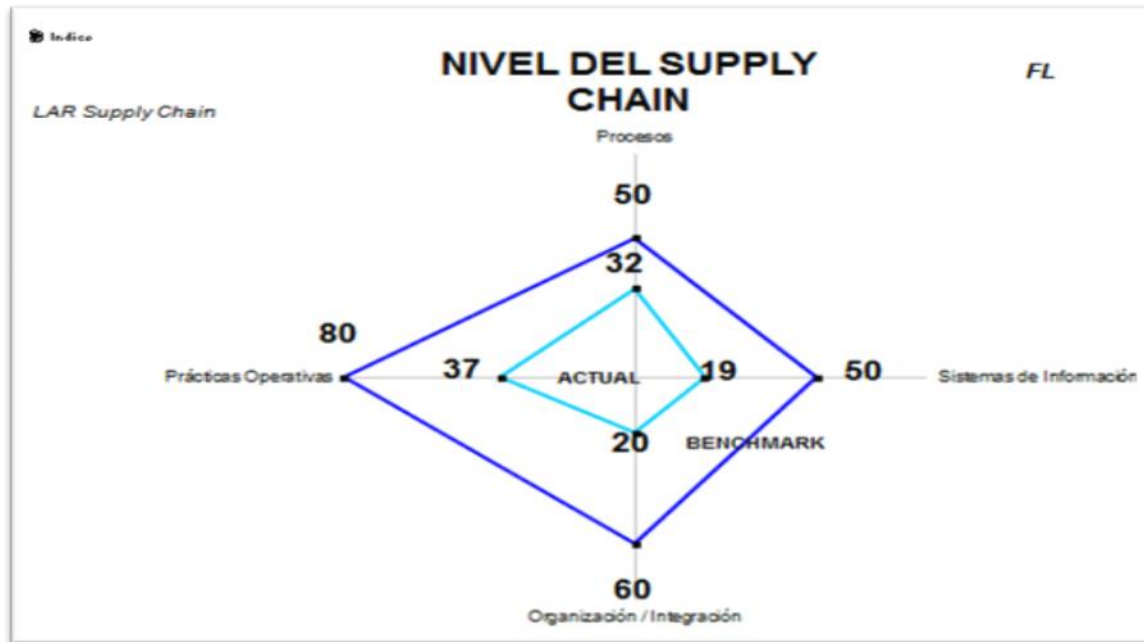 Indice
NIVEL DEL SUPPLY
CHAIN
FL
LAR Supply Chain
Procesos
50
32
80
37
ACTUAL
19
50
Prácticas Operativas
Sistemas de Información
20
BENCHMARK
60
Organización / Integración